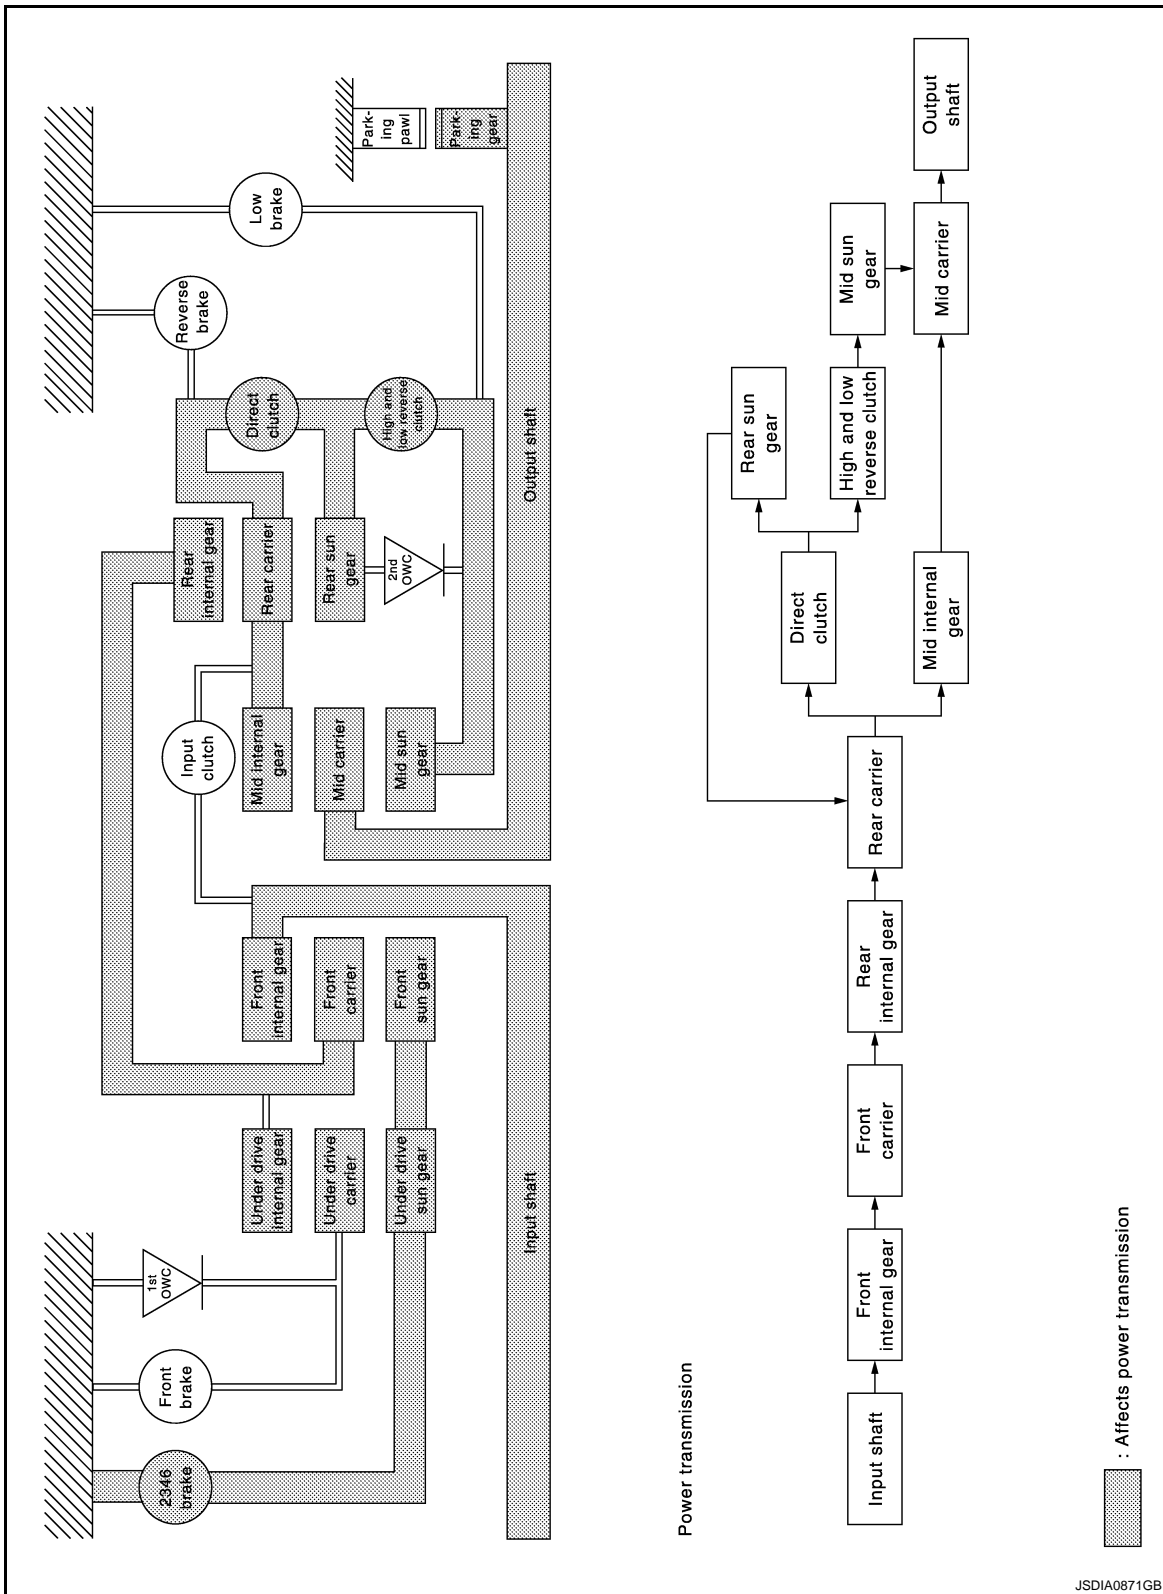 2346
brake
Front
brake
1st
OWC
Under drive
internal gear
Under drive
carrier
Under drive
sun gear
Input shaft
Front
internal gear
Front
carrier
Front
sun gear
Input
clutch
Mid internal
gear
Mid carrier
Mid sun
gear
Rear
internal gear
Rear carrier
Rear sun
gear
2nd
OWC
Direct
clutch
High and
low reverse
clutch
Reverse
brake
Low
brake
Park-
ing
pawl
Park-
ing
gear
Output shaft
Power transmission
Input shaft
Front
internal gear
Front
carrier
Rear
internal gear
Rear carrier
Direct
clutch
Mid internal
gear
Rear sun
gear
High and low
reverse clutch
Mid sun
gear
Mid carrier
Output
shaft
: Affects power transmission
JSDIA0871GB